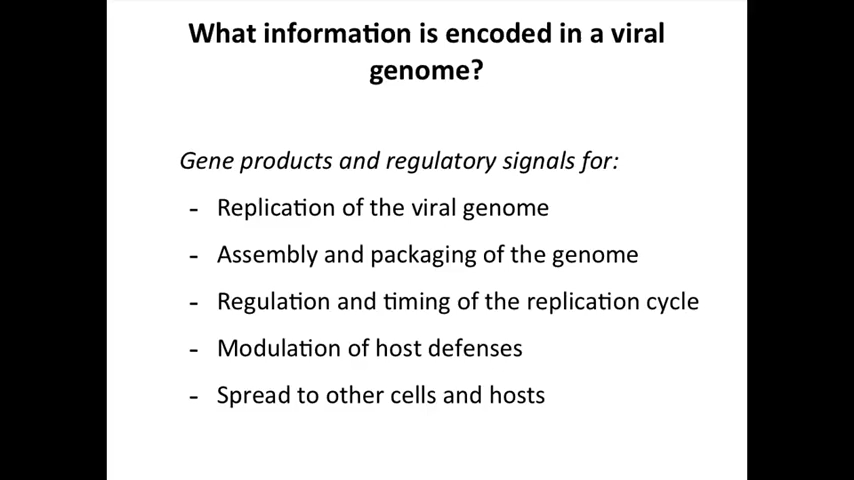 What information is encoded in a viral
genome?
Gene products and regulatory signals for:
- Replication of the viral genome
- Assembly and packaging of the genome
- Regulation and timing of the replication cycle
- Modulation of host defenses
- Spread to other cells and hosts